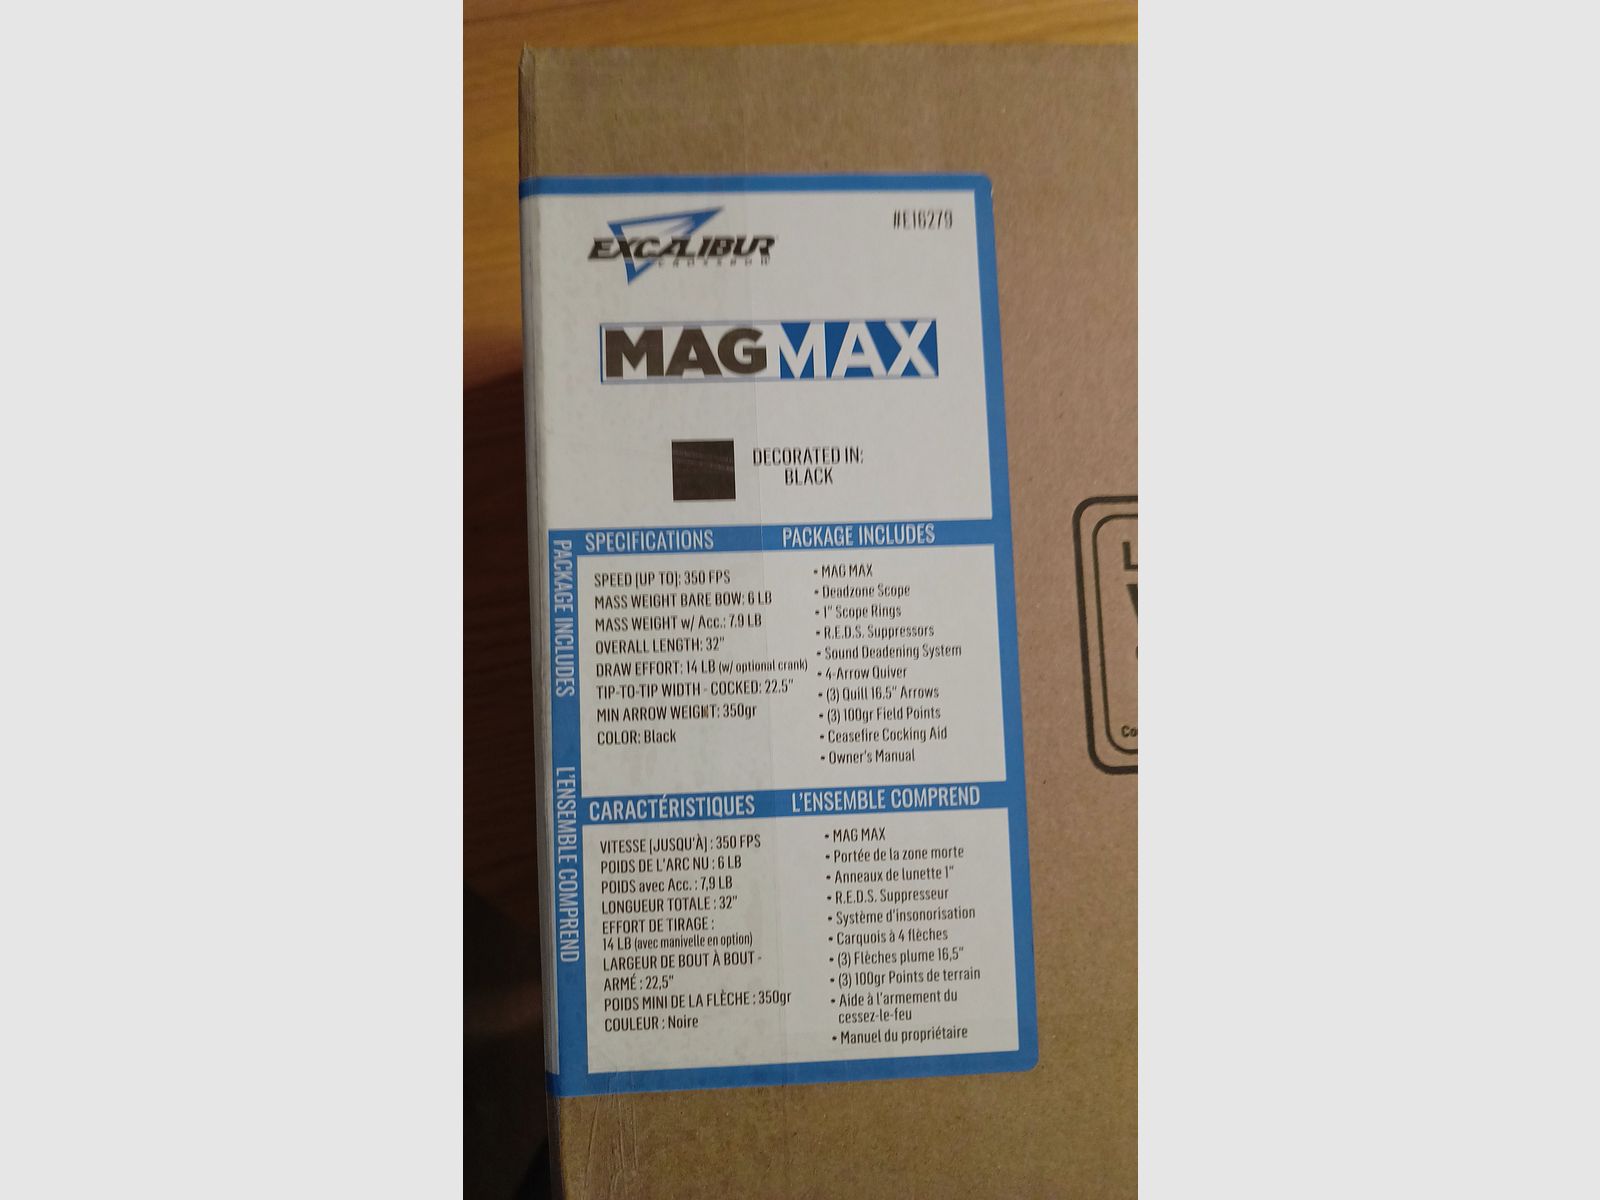 #E16279
EXCALIBUR
CROSSBOW
MAGMAX
DECORATED IN:
BLACK
PACKAGE INCLUDES
L'ENSEMBLE COMPREND
SPECIFICATIONS
SPEED [UP TO]: 350 FPS
MASS WEIGHT BARE BOW: 6 LB
MASS WEIGHT w/ Acc.: 7.9 LB
OVERALL LENGTH: 32"
DRAW EFFORT: 14 LB (w/ optional crank)
TIP-TO-TIP WIDTH - COCKED: 22.5"
MIN ARROW WEIGHT: 350gr
COLOR: Black
PACKAGE INCLUDES
• MAG MAX
• Deadzone Scope
• 1" Scope Rings
• R.E.D.S. Suppressors
• Sound Deadening System
• 4-Arrow Quiver
• (3) Quill 16.5" Arrows
• (3) 100gr Field Points
• Ceasefire Cocking Aid
• Owner's Manual
CARACTÉRISTIQUES
VITESSE [JUSQU'À] : 350 FPS
POIDS DE L'ARC NU : 6 LB
POIDS avec Acc. : 7,9 LB
LONGUEUR TOTALE : 32"
EFFORT DE TIRAGE :
14 LB (avec manivelle en option)
LARGEUR DE BOUT À BOUT -
ARMÉ : 22,5"
POIDS MINI DE LA FLÈCHE : 350gr
COULEUR : Noire
L'ENSEMBLE COMPREND
• MAG MAX
• Portée de la zone morte
• Anneaux de lunette 1"
• R.E.D.S. Suppresseur
• Système d'insonorisation
• Carquois à 4 flèches
• (3) Flèches plume 16,5"
• (3) 100gr Points de terrain
• Aide à l'armement du
cessez-le-feu
• Manuel du propriétaire